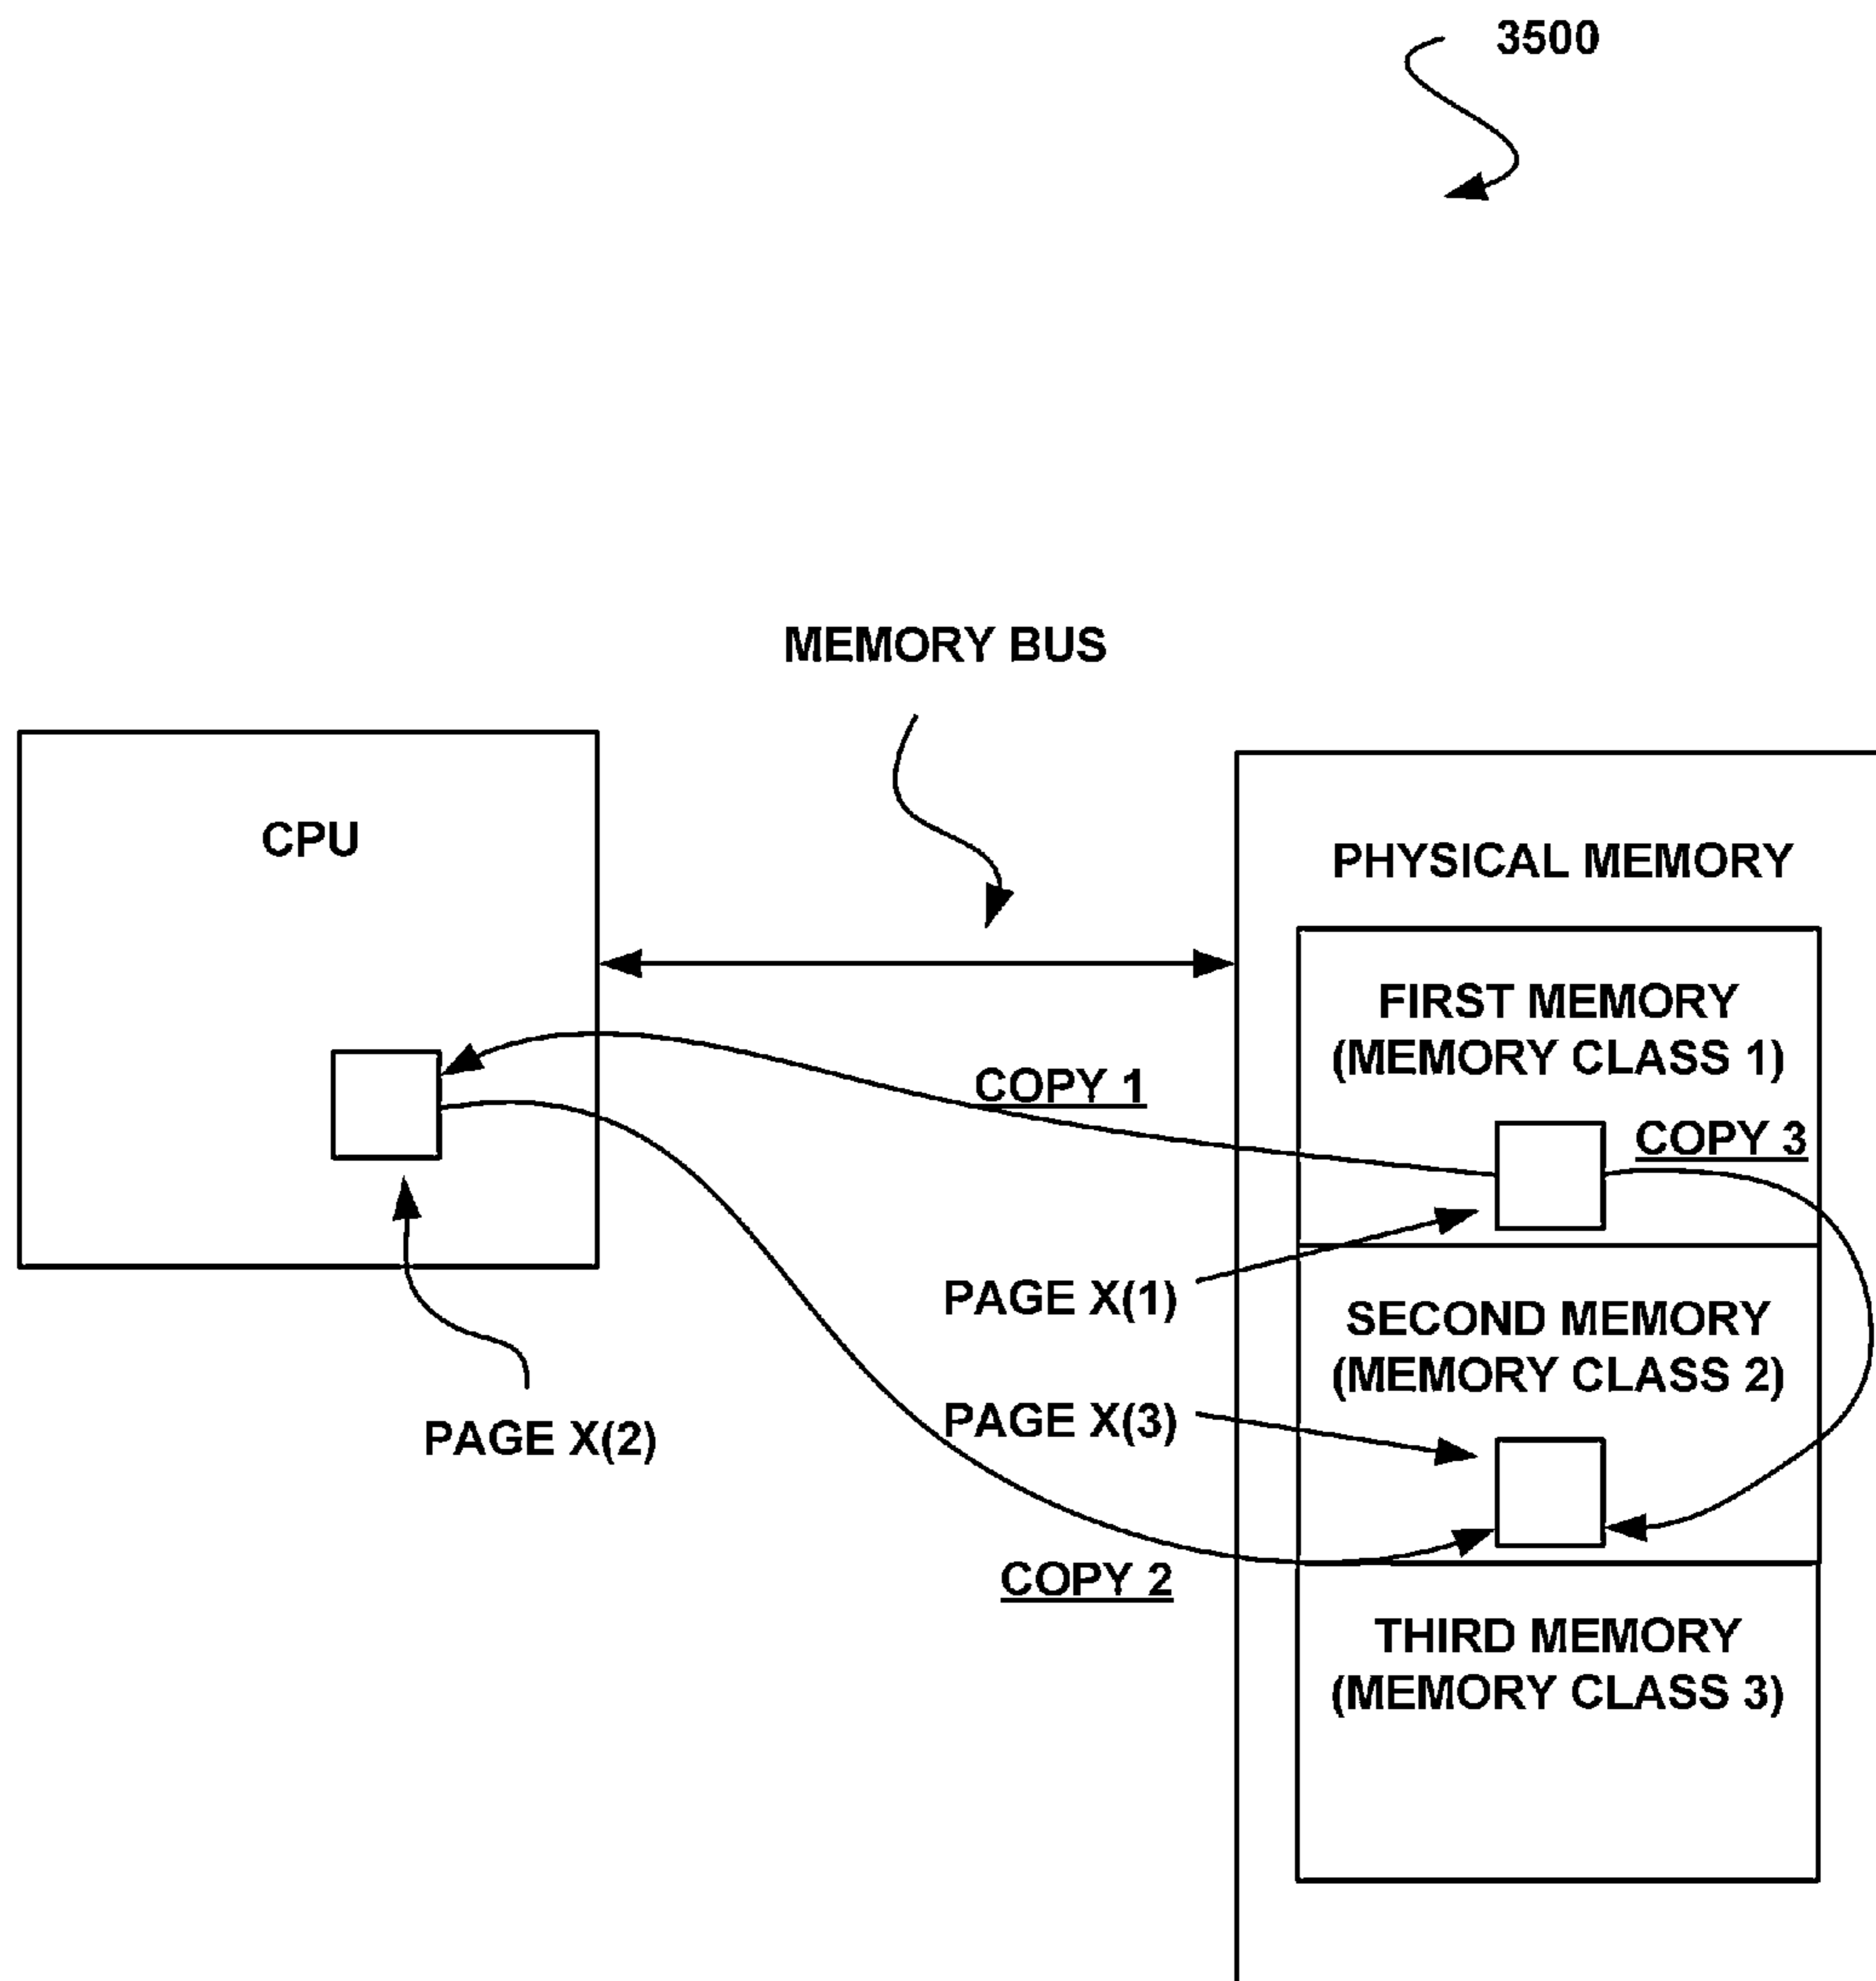 3500
MEMORY BUS
CPU
PHYSICAL MEMORY
FIRST MEMORY
(MEMORY CLASS 1)
COPY 1
COPY 3
PAGE X(1)
SECOND MEMORY
(MEMORY CLASS 2)
PAGE X(3)
PAGE X(2)
COPY 2
THIRD MEMORY
(MEMORY CLASS 3)